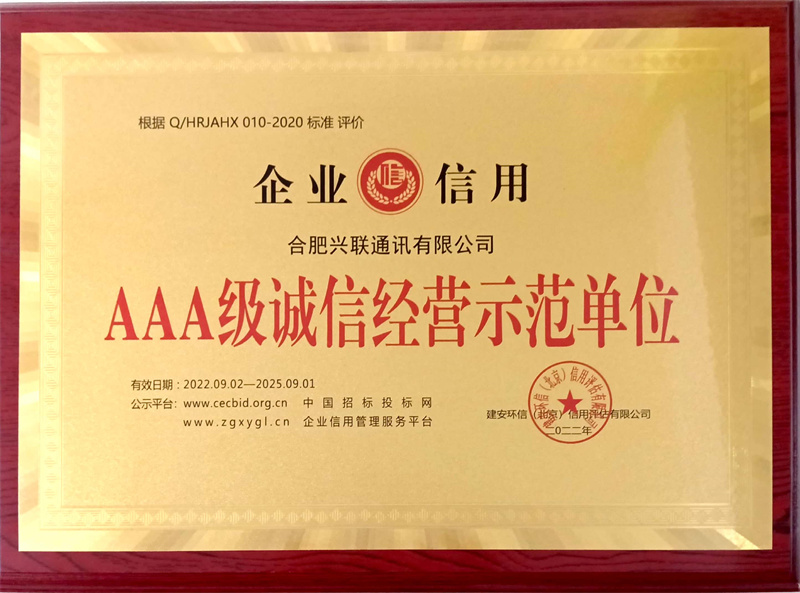 根据 Q/HRJAHX 010-2020 标准 评价
企业 信 信用
合肥兴联通讯有限公司
AAA级诚信经营示范单位
有效日期：2022.09.02—2025.09.01
公示平台：www.cecbid.org.cn 中国招标投标网
www.zgxygl.cn 企业信用管理服务平台
建安环信（北京）信用评估有限公司
二〇二二年